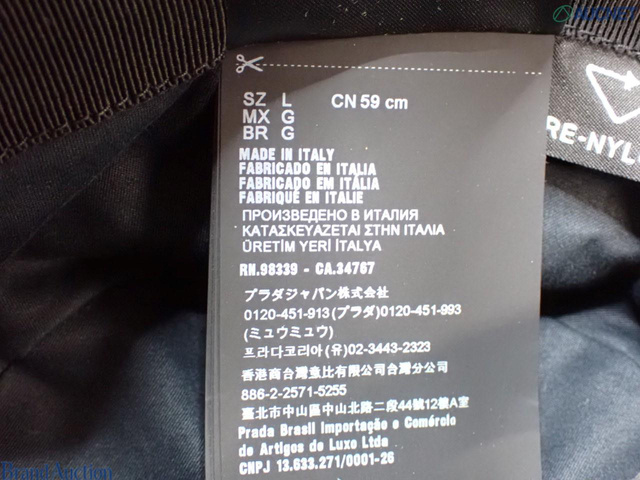 AUCNET
SZ L CN 59 cm
MX G
BR G
MADE IN ITALY
FABRICADO EN ITALIA
FABRICADO EM ITÁLIA
FABRIQUÉ EN ITALIE
ПРОИЗВЕДЕНО В ИТАЛИЯ
ΚΑΤΑΣΚΕΥΑΖΕΤΑΙ ΣΤΗΝ ΙΤΑΛΙΑ
ÜRETİM YERİ İTALYA
RN.98339 - CA.34767
プラダジャパン株式会社
0120-451-913(プラダ)0120-451-993
(ミュウミュウ)
프라다코리아(유)02-3443-2323
香港商台灣童比有限公司台灣分公司
886-2-2571-5255
臺北市中山區中山北路二段44號12樓A室
Prada Brasil Importação e Comércio
de Artigos de Luxo Ltda
CNPJ 13.633.271/0001-26
RE-NYL
Brand Auction